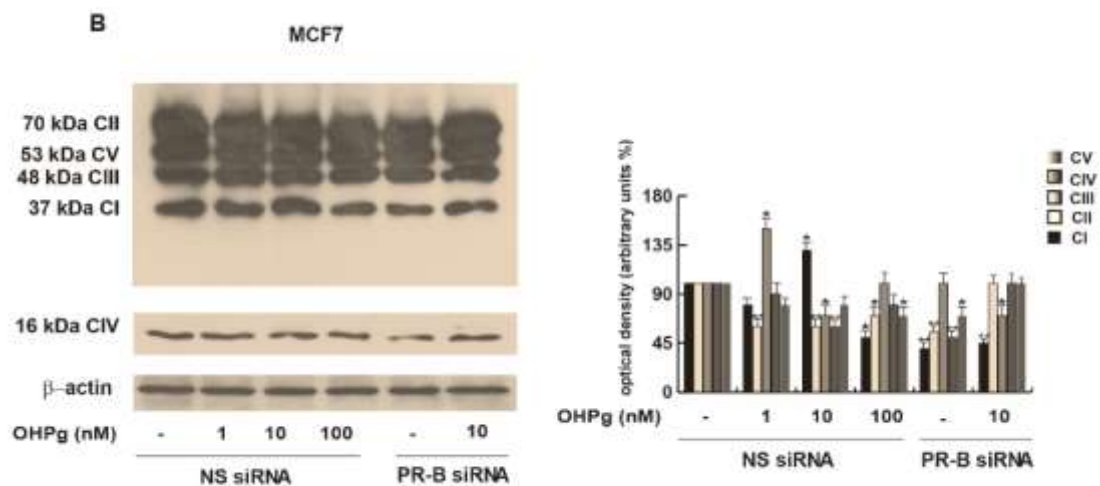 B
MCF7
70 kDa CII
53 kDa CV
48 kDa CIII
37 kDa CI
16 kDa CIV
β-actin
OHPg (nM) - 1 10 100 - 10
NS siRNA PR-B siRNA
optical density (arbitrary units %)
180
135
90
45
0
CV
CIV
CIII
CII
CI
* * ** ** * ** * * * * ** ** ** * ** *
OHPg (nM) - 1 10 100 - 10
NS siRNA PR-B siRNA